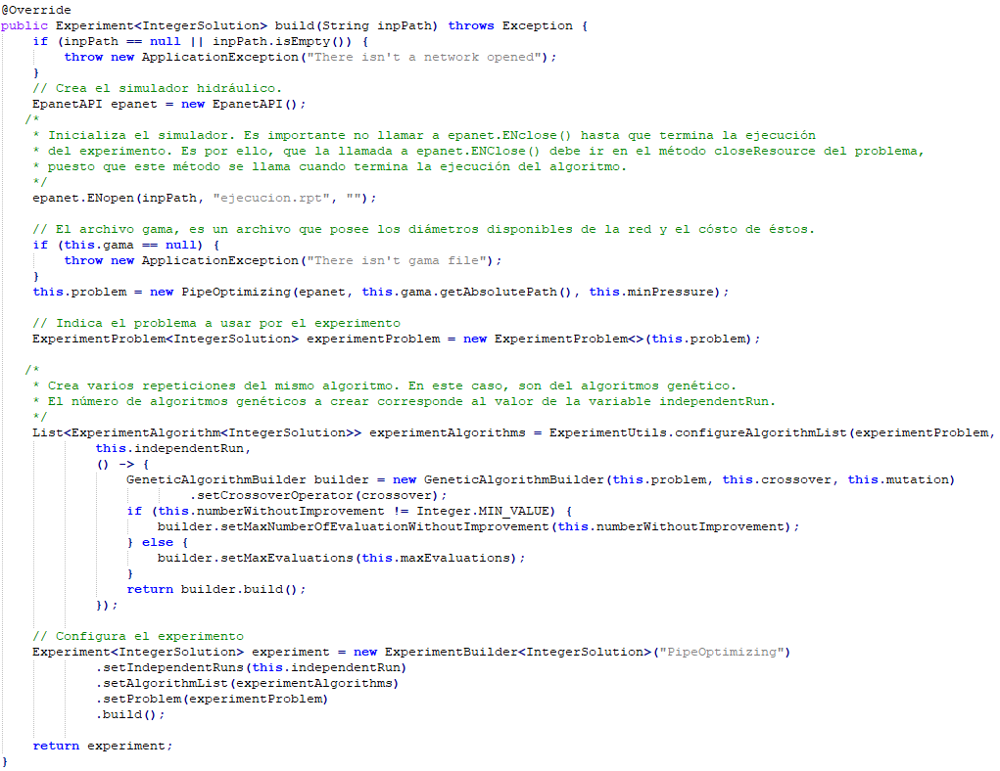 @Override
public Experiment<IntegerSolution> build(String inpPath) throws Exception {
    if (inpPath == null || inpPath.isEmpty()) {
        throw new ApplicationException("There isn't a network opened");
    }
    // Crea el simulador hidráulico.
    EpanetAPI epanet = new EpanetAPI();
   /*
    * Inicializa el simulador. Es importante no llamar a epanet.ENclose() hasta que termina la ejecución
    * del experimento. Es por ello, que la llamada a epanet.ENClose() debe ir en el método closeResource del problema,
    * puesto que este método se llama cuando termina la ejecución del algoritmo.
    */
    epanet.ENopen(inpPath, "ejecucion.rpt", "");

    // El archivo gama, es un archivo que posee los diámetros disponibles de la red y el cósto de éstos.
    if (this.gama == null) {
        throw new ApplicationException("There isn't gama file");
    }
    this.problem = new PipeOptimizing(epanet, this.gama.getAbsolutePath(), this.minPressure);

    // Indica el problema a usar por el experimento
    ExperimentProblem<IntegerSolution> experimentProblem = new ExperimentProblem<>(this.problem);

   /*
    * Crea varios repeticiones del mismo algoritmo. En este caso, son del algoritmos genético.
    * El número de algoritmos genéticos a crear corresponde al valor de la variable independentRun.
    */
    List<ExperimentAlgorithm<IntegerSolution>> experimentAlgorithms = ExperimentUtils.configureAlgorithmList(experimentProblem,
            this.independentRun,
            () -> {
                GeneticAlgorithmBuilder builder = new GeneticAlgorithmBuilder(this.problem, this.crossover, this.mutation)
                        .setCrossoverOperator(crossover);
                if (this.numberWithoutImprovement != Integer.MIN_VALUE) {
                    builder.setMaxNumberOfEvaluationWithoutImprovement(this.numberWithoutImprovement);
                } else {
                    builder.setMaxEvaluations(this.maxEvaluations);
                }
                return builder.build();
            });

    // Configura el experimento
    Experiment<IntegerSolution> experiment = new ExperimentBuilder<IntegerSolution>("PipeOptimizing")
            .setIndependentRuns(this.independentRun)
            .setAlgorithmList(experimentAlgorithms)
            .setProblem(experimentProblem)
            .build();

    return experiment;
}